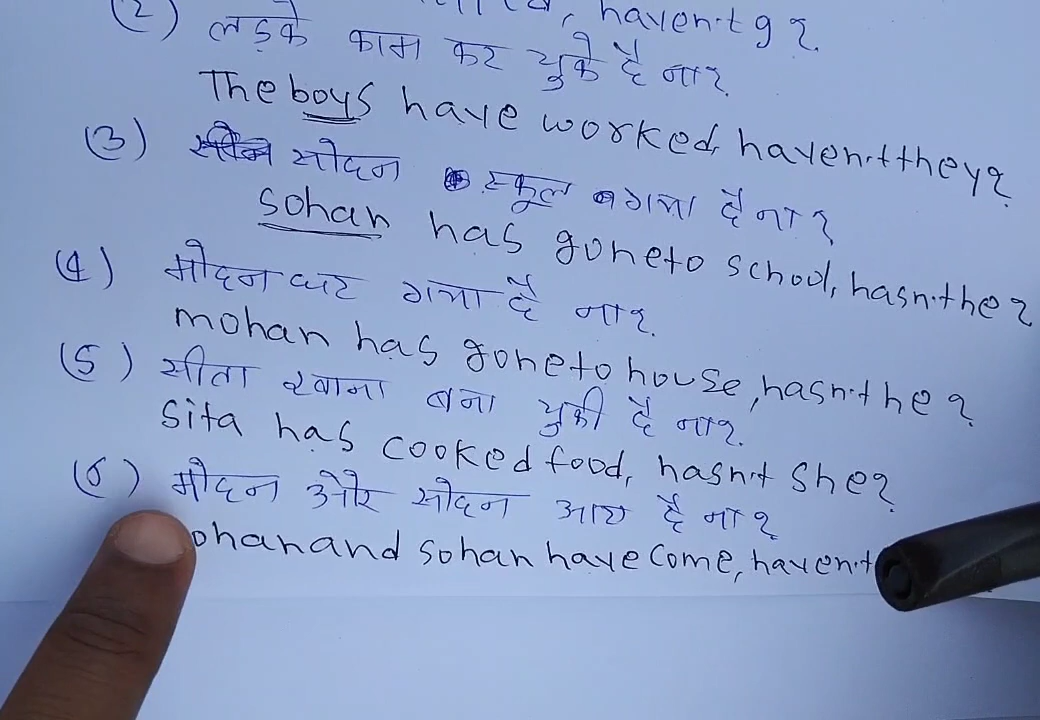 haven't I?
(2) लड़के काम कर चुके है ना?
The boys have worked, haven't they?
(3) सोहन स्कूल गया है ना?
Sohan has gone to school, hasn't he?
(4) मोहन घर गया है ना?
mohan has gone to house, hasn't he?
(5) सीता खाना बना चुकी है ना?
Sita has cooked food, hasn't She?
(6) मोहन और सोहन आए है ना?
ohan and Sohan have Come, haven't